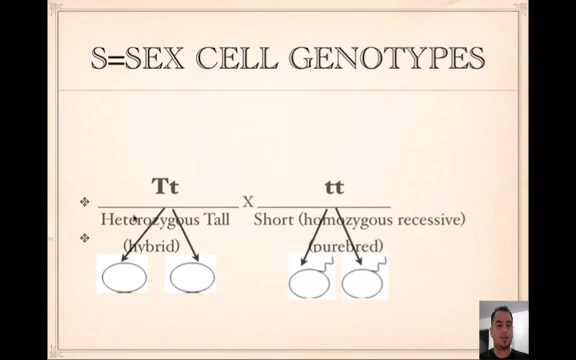 S=SEX CELL GENOTYPES
Tt tt
X
Heterozygous Tall Short (homozygous recessive)
(hybrid) (purebred)